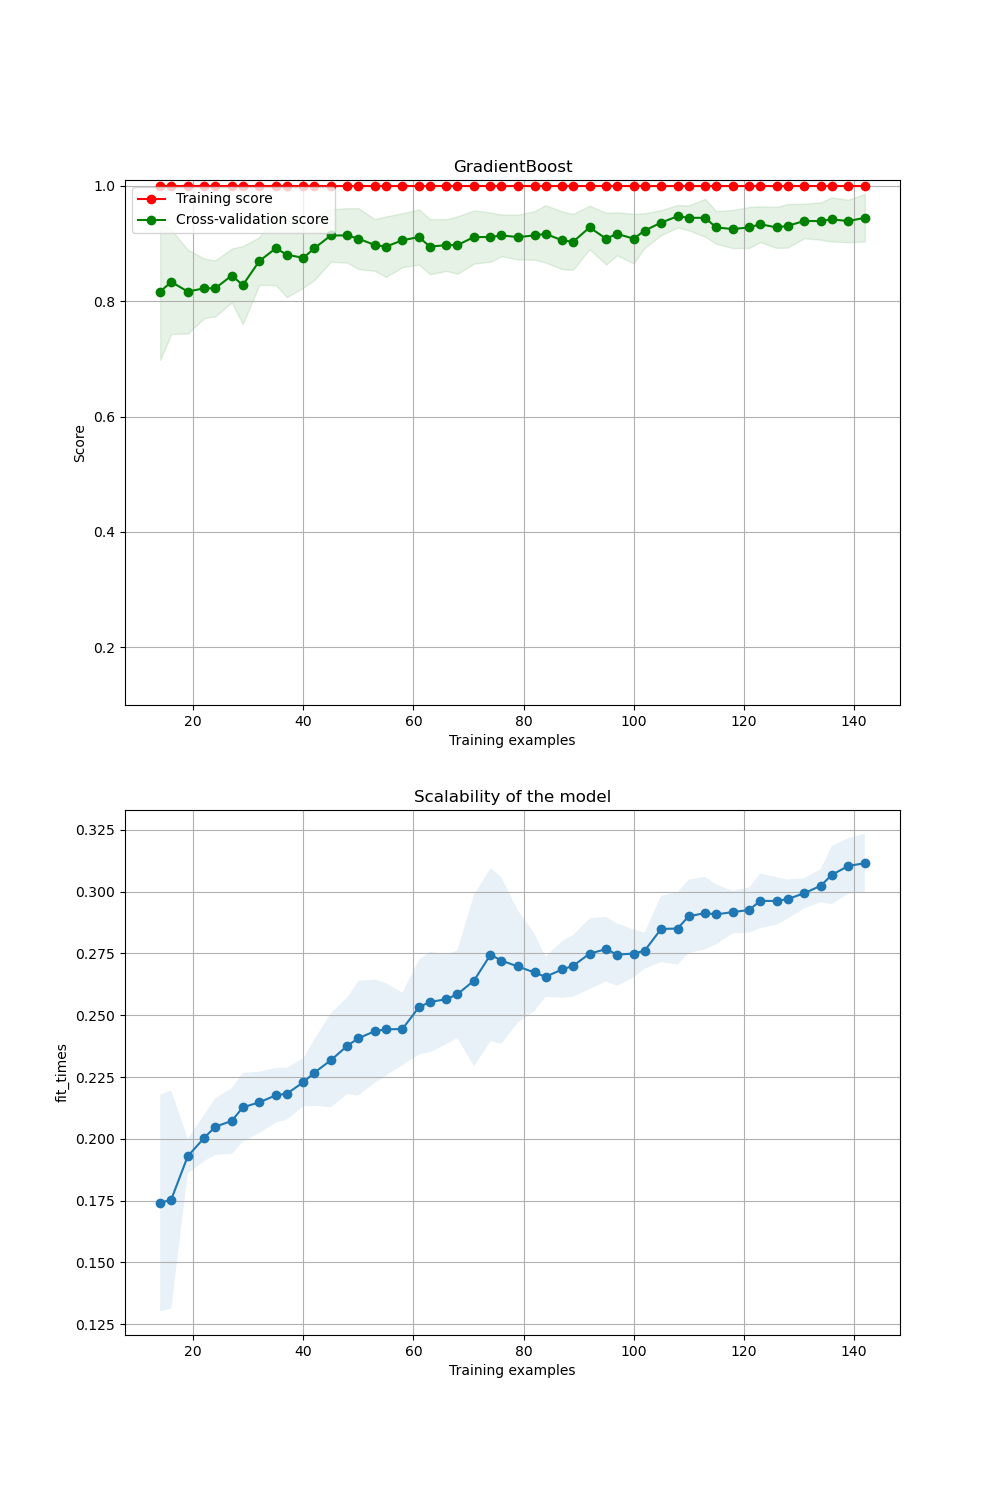 GradientBoost
1.0
Training score
Cross-validation score
0.8
0.6
Score
0.4
0.2
20 40 60 80 100 120 140
Training examples
Scalability of the model
0.325
0.300
0.275
0.250
0.225
fit_times
0.200
0.175
0.150
0.125
20 40 60 80 100 120 140
Training examples